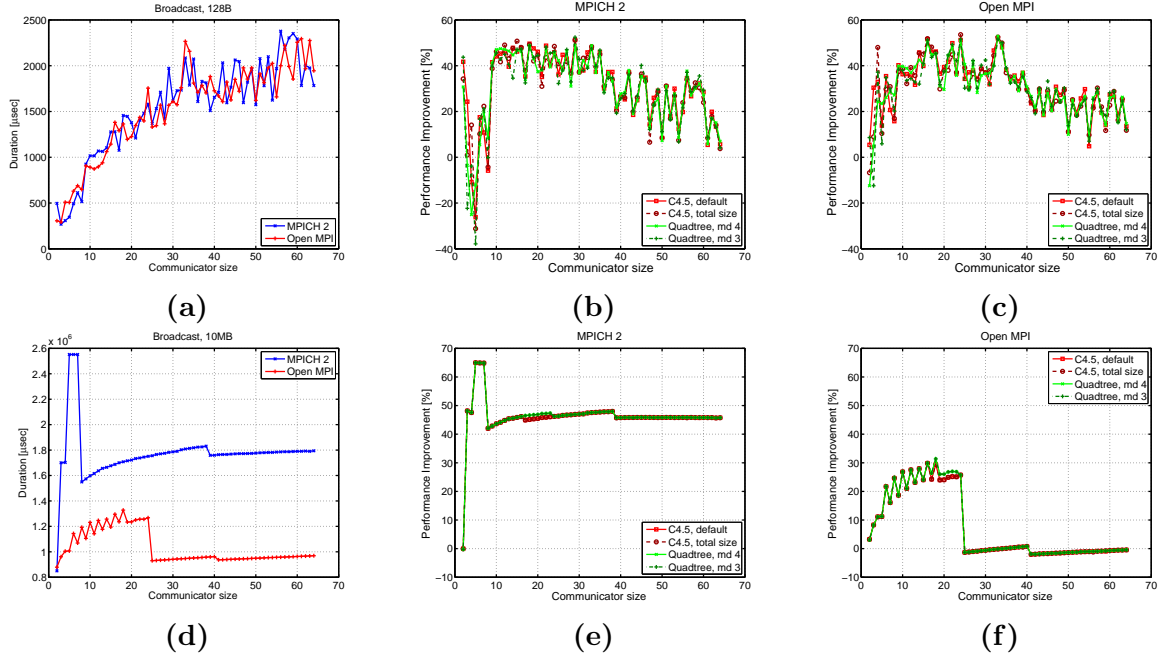 Broadcast, 128B
Duration [μsec]
2500
2000
1500
1000
500
0
0 10 20 30 40 50 60 70
Communicator size
MPICH 2
Open MPI
(a)
MPICH 2
Performance Improvement [%]
60
40
20
0
−20
−40
0 10 20 30 40 50 60 70
Communicator size
C4.5, default
C4.5, total size
Quadtree, md 4
Quadtree, md 3
(b)
Open MPI
Performance Improvement [%]
60
40
20
0
−20
−40
0 10 20 30 40 50 60 70
Communicator size
C4.5, default
C4.5, total size
Quadtree, md 4
Quadtree, md 3
(c)
Broadcast, 10MB
x 10⁶
Duration [μsec]
2.6
2.4
2.2
2
1.8
1.6
1.4
1.2
1
0.8
0 10 20 30 40 50 60 70
Communicator size
MPICH 2
Open MPI
(d)
MPICH 2
Performance Improvement [%]
70
60
50
40
30
20
10
0
−10
0 10 20 30 40 50 60 70
Communicator size
C4.5, default
C4.5, total size
Quadtree, md 4
Quadtree, md 3
(e)
Open MPI
Performance Improvement [%]
70
60
50
40
30
20
10
0
−10
0 10 20 30 40 50 60 70
Communicator size
C4.5, default
C4.5, total size
Quadtree, md 4
Quadtree, md 3
(f)